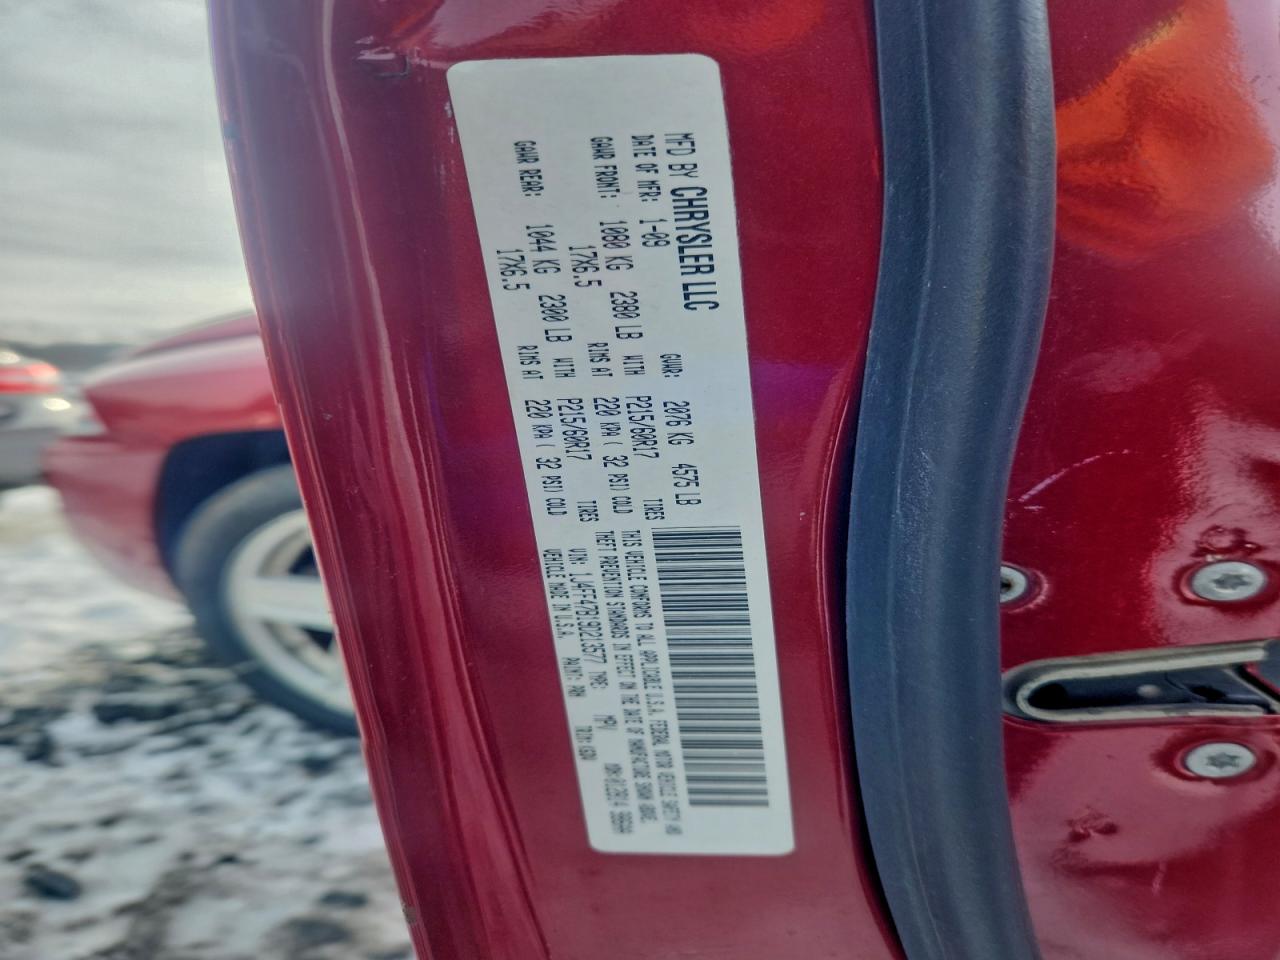 MFD BY CHRYSLER LLC
DATE OF MFR: 1-09 GVWR: 2076 KG 4575 LB
GAWR FRONT: 1080 KG 2380 LB WITH P215/60R17 TIRES
17X6.5 RIMS AT 220 KPA ( 32 PSI) COLD
GAWR REAR: 1044 KG 2300 LB WITH P215/60R17 TIRES
17X6.5 RIMS AT 220 KPA ( 32 PSI) COLD
THIS VEHICLE CONFORMS TO ALL APPLICABLE U.S.A. FEDERAL MOTOR VEHICLE SAFETY AND
THEFT PREVENTION STANDARDS IN EFFECT ON THE DATE OF MANUFACTURE SHOWN ABOVE.
VIN: 1J4FT47B19D213577 TYPE: MPV
VEHICLE MADE IN U.S.A. PAINT: TRIM: